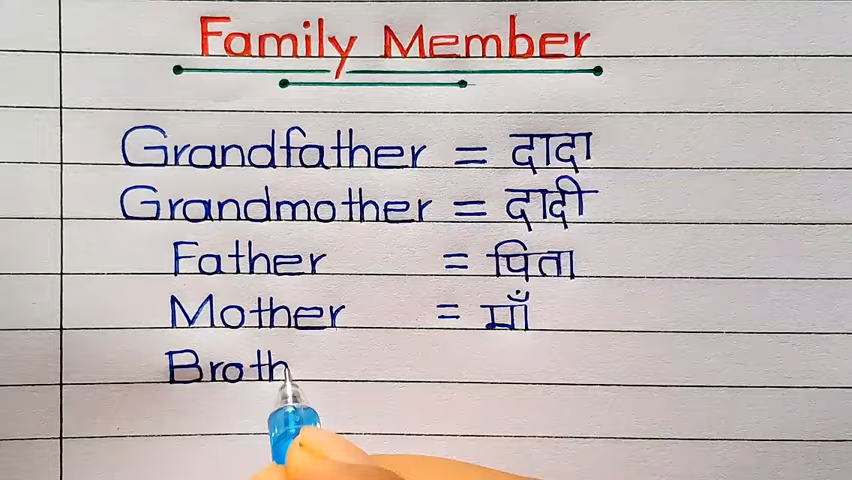 Family Member
Grandfather = दादा
Grandmother = दादी
Father = पिता
Mother = माँ
Broth